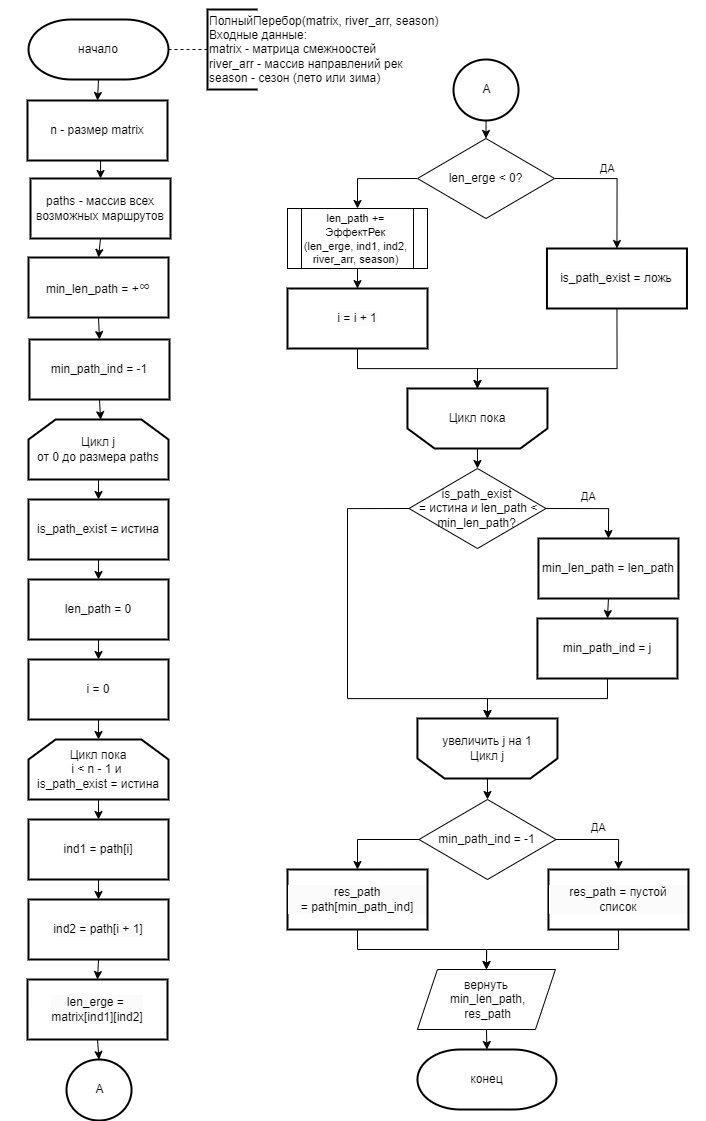 начало
ПолныйПеребор(matrix, river_arr, season)
Входные данные:
matrix - матрица смежноостей
river_arr - массив направлений рек
season - сезон (лето или зима)
n - размер matrix
paths - массив всех
возможных маршрутов
min_len_path = +∞
min_path_ind = -1
Цикл j
от 0 до размера paths
is_path_exist = истина
len_path = 0
i = 0
Цикл пока
i < n - 1 и
is_path_exist = истина
ind1 = path[i]
ind2 = path[i + 1]
len_erge =
matrix[ind1][ind2]
A
A
len_erge < 0?
ДА
len_path +=
ЭффектРек
(len_erge, ind1, ind2,
river_arr, season)
is_path_exist = ложь
i = i + 1
Цикл пока
is_path_exist
= истина и len_path <
min_len_path?
ДА
min_len_path = len_path
min_path_ind = j
увеличить j на 1
Цикл j
min_path_ind = -1
ДА
res_path
= path[min_path_ind]
res_path = пустой
список
вернуть
min_len_path,
res_path
конец